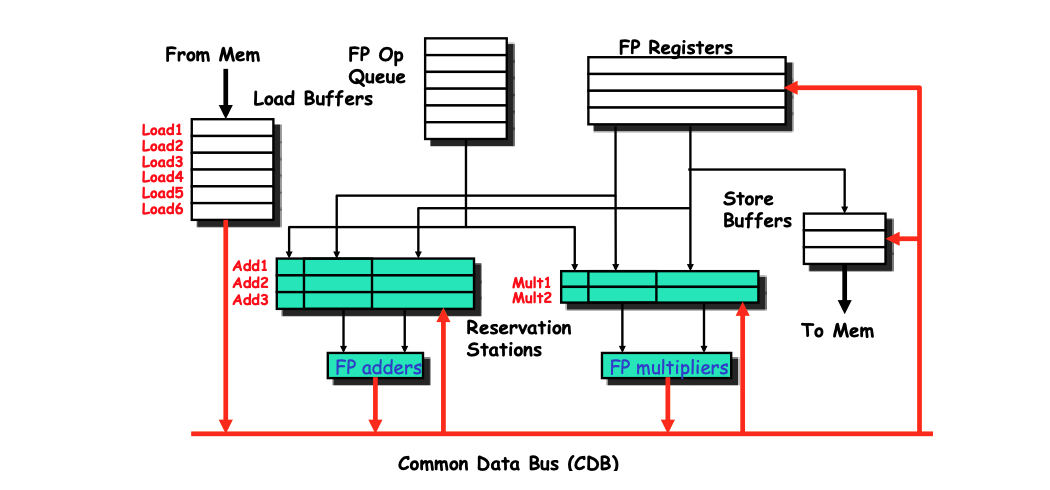 From Mem
FP Op
Queue
FP Registers
Load Buffers
Load1
Load2
Load3
Load4
Load5
Load6
Store
Buffers
Add1
Add2
Add3
Mult1
Mult2
Reservation
Stations
To Mem
FP adders
FP multipliers
Common Data Bus (CDB)